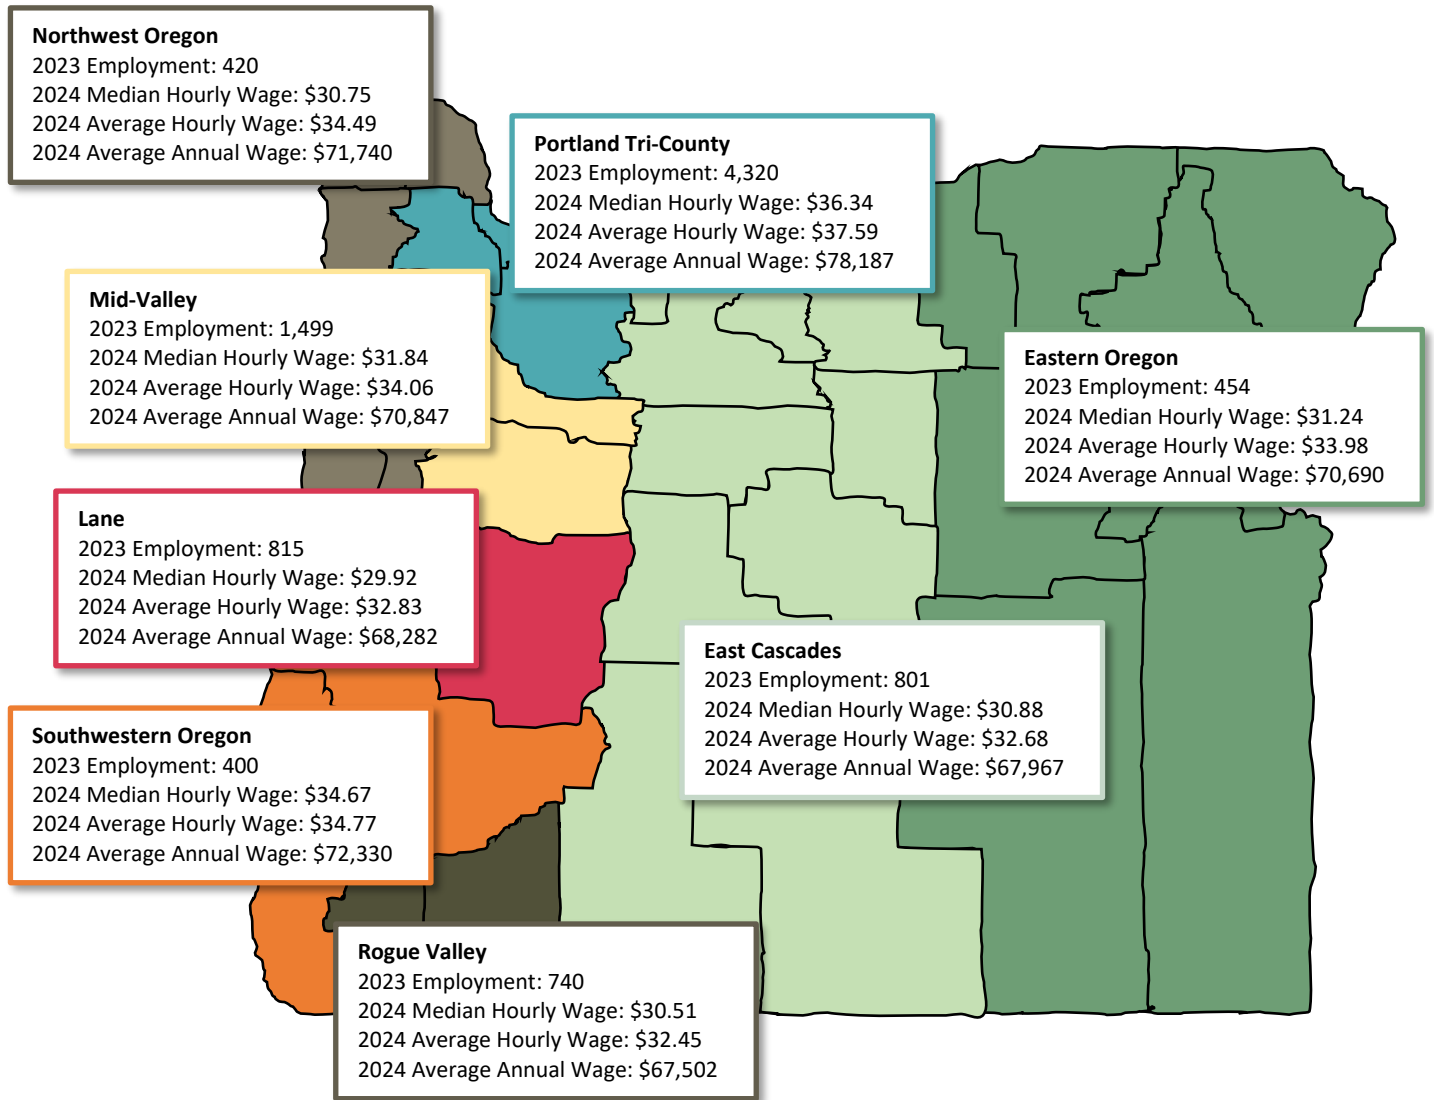 Northwest Oregon
2023 Employment: 420
2024 Median Hourly Wage: $30.75
2024 Average Hourly Wage: $34.49
2024 Average Annual Wage: $71,740
Portland Tri-County
2023 Employment: 4,320
2024 Median Hourly Wage: $36.34
2024 Average Hourly Wage: $37.59
2024 Average Annual Wage: $78,187
Mid-Valley
2023 Employment: 1,499
2024 Median Hourly Wage: $31.84
2024 Average Hourly Wage: $34.06
2024 Average Annual Wage: $70,847
Eastern Oregon
2023 Employment: 454
2024 Median Hourly Wage: $31.24
2024 Average Hourly Wage: $33.98
2024 Average Annual Wage: $70,690
Lane
2023 Employment: 815
2024 Median Hourly Wage: $29.92
2024 Average Hourly Wage: $32.83
2024 Average Annual Wage: $68,282
East Cascades
2023 Employment: 801
2024 Median Hourly Wage: $30.88
2024 Average Hourly Wage: $32.68
2024 Average Annual Wage: $67,967
Southwestern Oregon
2023 Employment: 400
2024 Median Hourly Wage: $34.67
2024 Average Hourly Wage: $34.77
2024 Average Annual Wage: $72,330
Rogue Valley
2023 Employment: 740
2024 Median Hourly Wage: $30.51
2024 Average Hourly Wage: $32.45
2024 Average Annual Wage: $67,502